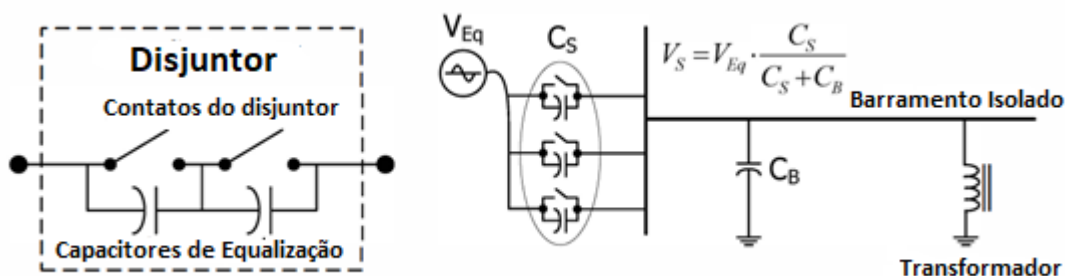 Disjuntor
Contatos do disjuntor
Capacitores de Equalização
V_Eq
C_S
V_S = V_Eq · C_S / (C_S + C_B)
Barramento Isolado
C_B
Transformador